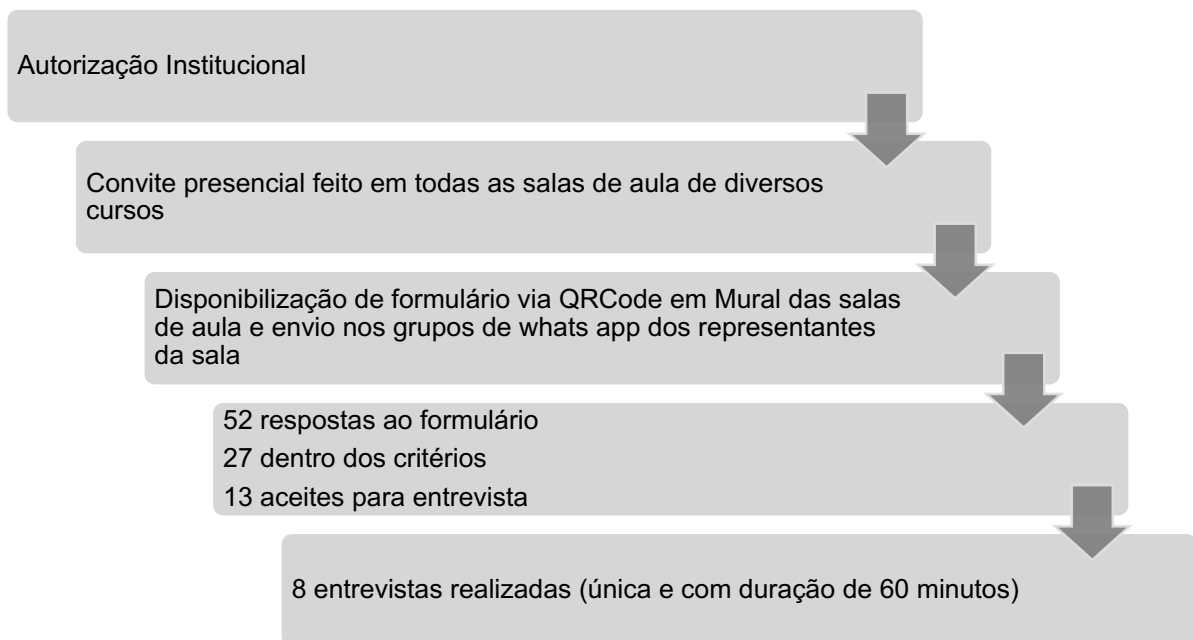 Autorização Institucional
Convite presencial feito em todas as salas de aula de diversos
cursos
Disponibilização de formulário via QRCode em Mural das salas
de aula e envio nos grupos de whats app dos representantes
da sala
52 respostas ao formulário
27 dentro dos critérios
13 aceites para entrevista
8 entrevistas realizadas (única e com duração de 60 minutos)